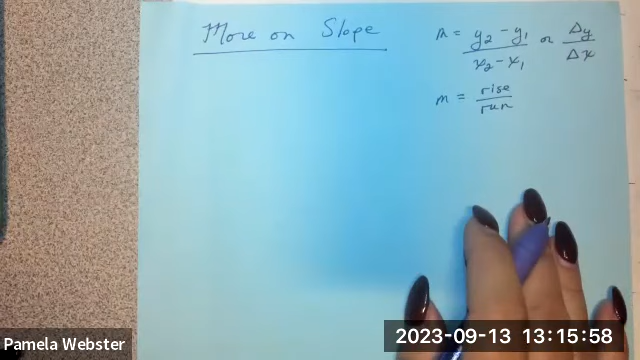 More on Slope
m = y₂ - y₁ / x₂ - x₁ or Δy / Δx
m = rise / run
Pamela Webster
2023-09-13 13:15:58